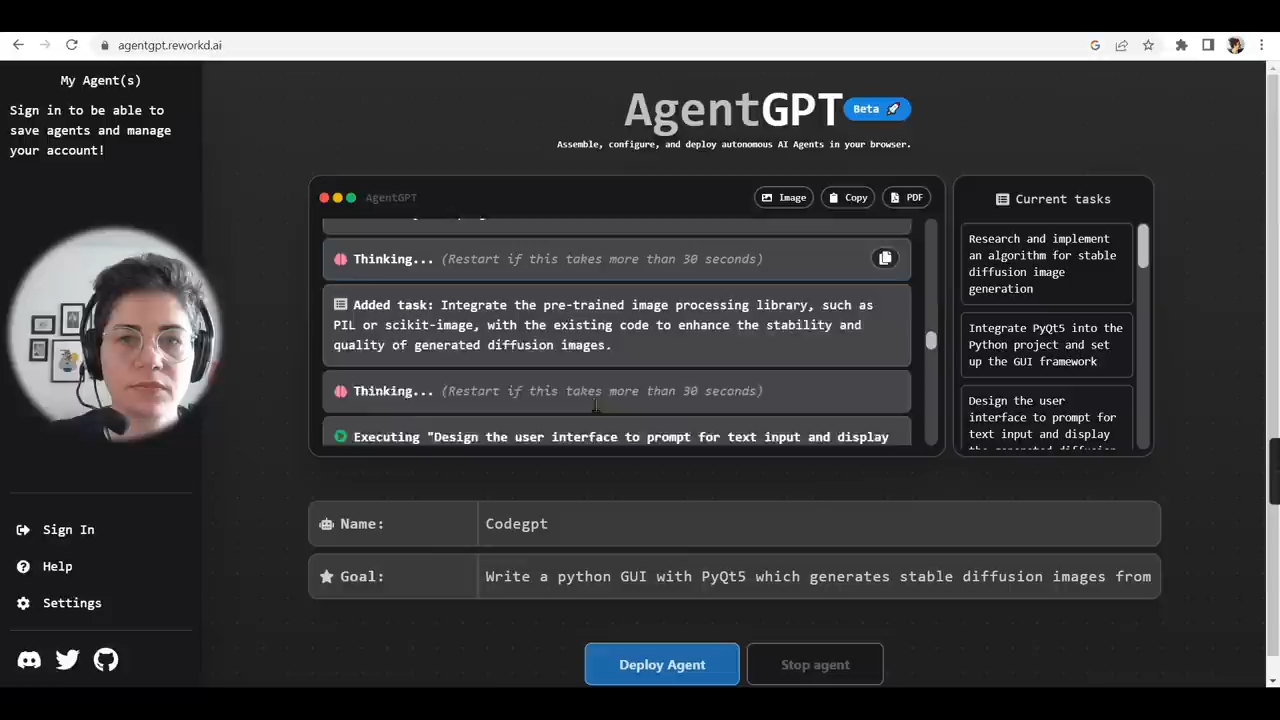 agentgpt.reworkd.ai
My Agent(s)
Sign in to be able to
save agents and manage
your account!
Sign In
Help
Settings
AgentGPT
Beta
Assemble, configure, and deploy autonomous AI Agents in your browser.
AgentGPT
Image
Copy
PDF
Thinking... (Restart if this takes more than 30 seconds)
Added task: Integrate the pre-trained image processing library, such as
PIL or scikit-image, with the existing code to enhance the stability and
quality of generated diffusion images.
Thinking... (Restart if this takes more than 30 seconds)
Executing "Design the user interface to prompt for text input and display
Current tasks
Research and implement
an algorithm for stable
diffusion image
generation
Integrate PyQt5 into the
Python project and set
up the GUI framework
Design the user
interface to prompt for
text input and display
the generated diffusion
Name:
Codegpt
Goal:
Write a python GUI with PyQt5 which generates stable diffusion images from
Deploy Agent
Stop agent